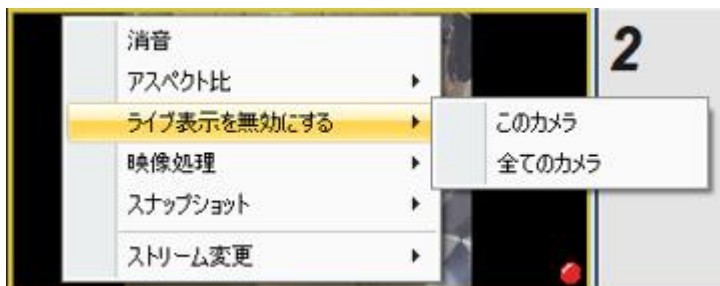 消音
アスペクト比
ライブ表示を無効にする
このカメラ
全てのカメラ
映像処理
スナップショット
ストリーム変更
2